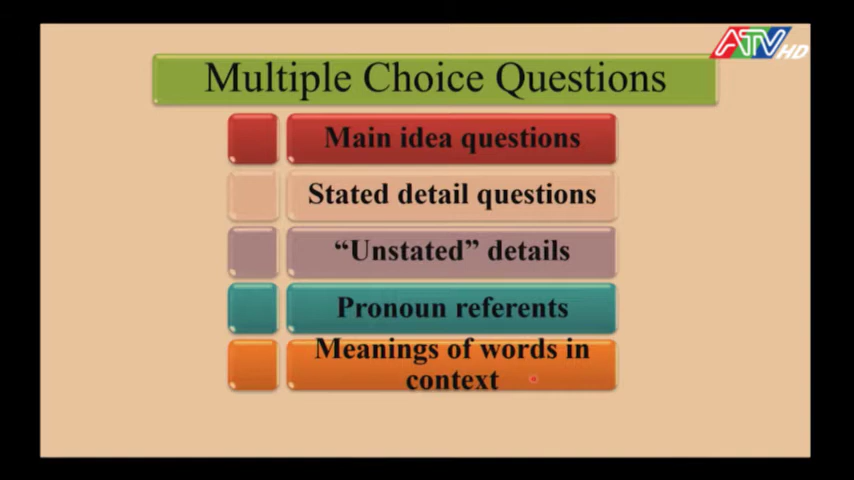 ATV HD
Multiple Choice Questions
Main idea questions
Stated detail questions
“Unstated” details
Pronoun referents
Meanings of words in
context